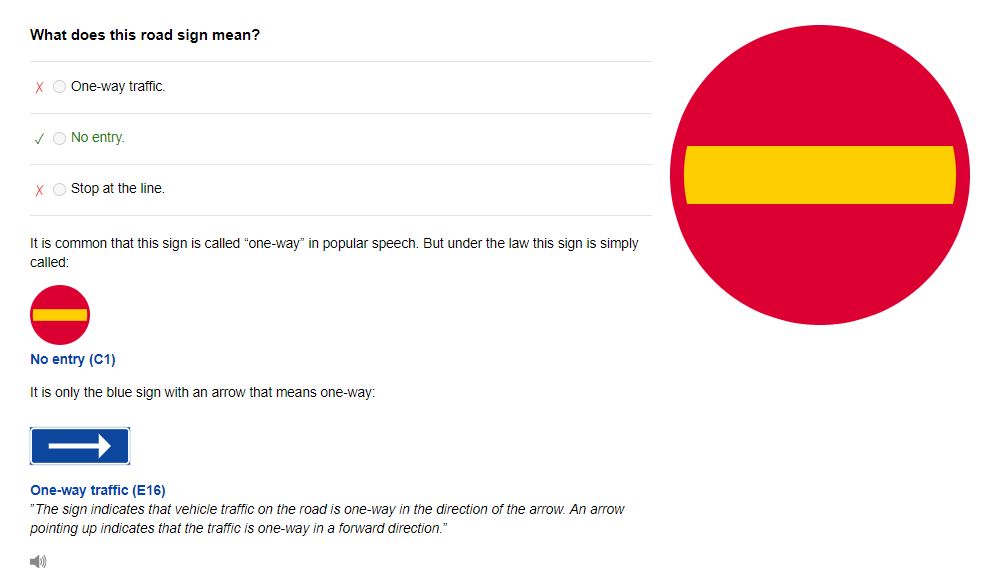 What does this road sign mean?
One-way traffic.
No entry.
Stop at the line.
It is common that this sign is called “one-way” in popular speech. But under the law this sign is simply
called:
No entry (C1)
It is only the blue sign with an arrow that means one-way:
One-way traffic (E16)
”The sign indicates that vehicle traffic on the road is one-way in the direction of the arrow. An arrow
pointing up indicates that the traffic is one-way in a forward direction.”